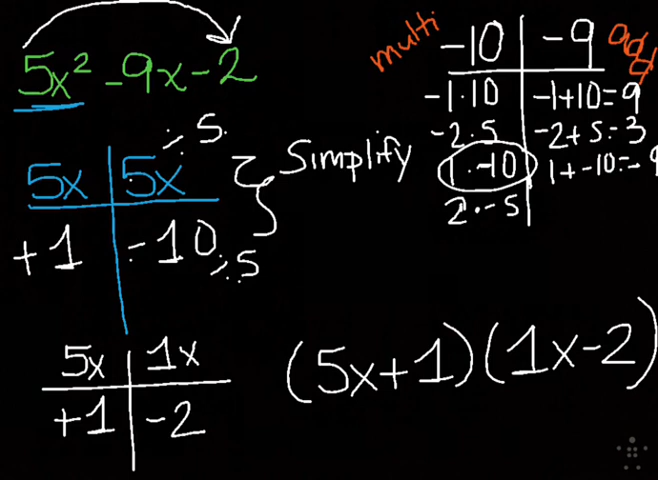 5x² -9x-2
multi
-10 | -9
add
-1·10 | -1+10=9
-2·5 | -2+5=3
1·-10 | 1+-10=-9
2·-5
Simplify
÷5
5x | 5x
+1 | -10
÷5
5x | 1x
+1 | -2
(5x+1)(1x-2)